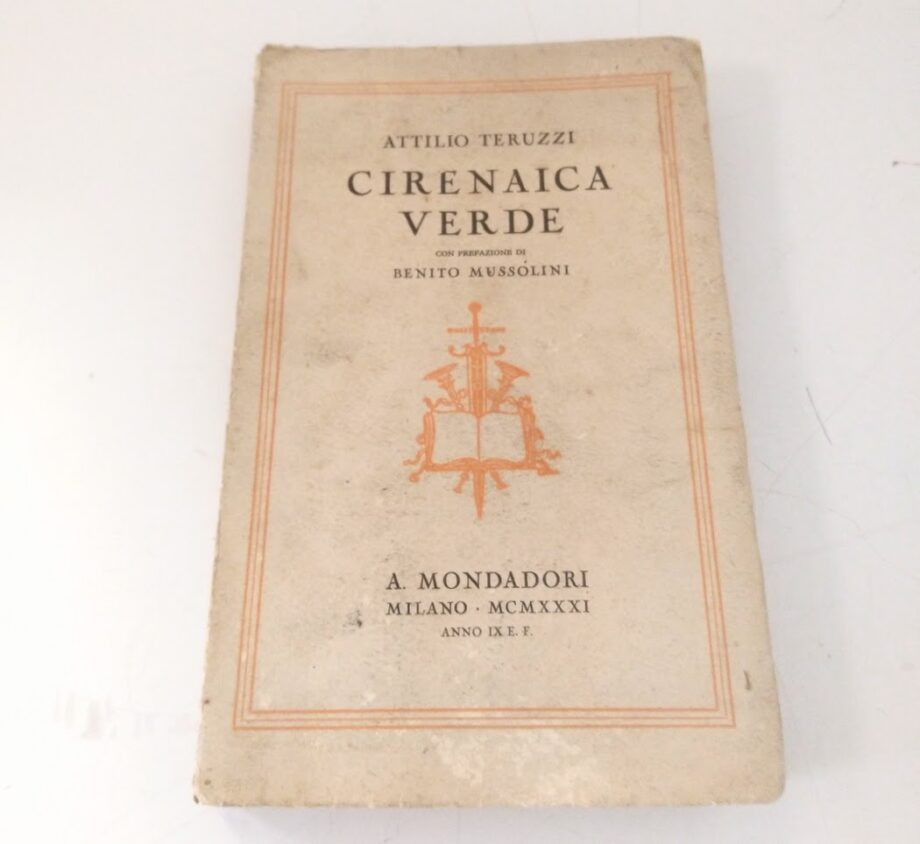 ATTILIO TERUZZI
CIRENAICA
VERDE
CON PREFAZIONE DI
BENITO MUSSOLINI
A. MONDADORI
MILANO · MCMXXXI
ANNO IX E. F.